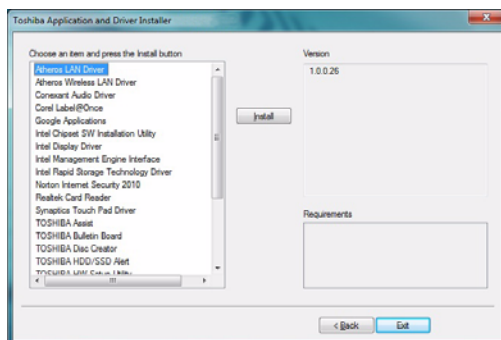 Toshiba Application and Driver Installer
Choose an item and press the Install button
Atheros LAN Driver
Atheros Wireless LAN Driver
Conexant Audio Driver
Corel Label@Once
Google Applications
Intel Chipset SW Installation Utility
Intel Display Driver
Intel Management Engine Interface
Intel Rapid Storage Technology Driver
Norton Internet Security 2010
Realtek Card Reader
Synaptics Touch Pad Driver
TOSHIBA Assist
TOSHIBA Bulletin Board
TOSHIBA Disc Creator
TOSHIBA HDD/SSD Alert
TOSHIBA HW Setup Utility
Install
Version
1.0.0.26
Requirements
< Back
Exit